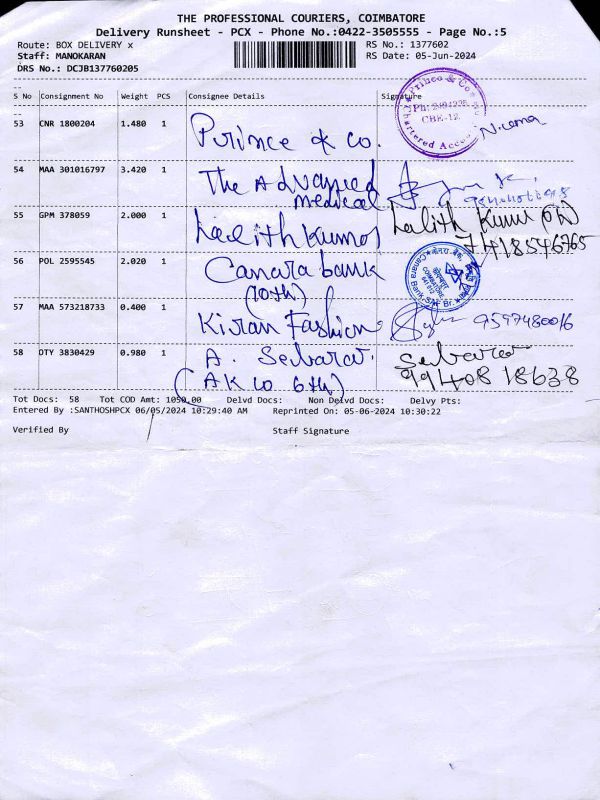 THE PROFESSIONAL COURIERS, COIMBATORE
Delivery Runsheet - PCX - Phone No.:0422-3505555 - Page No.:5
Route: BOX DELIVERY x RS No.: 1377602
Staff: MANOKARAN RS Date: 05-Jun-2024
DRS No.: DCJB137760205
S No Consignment No Weight PCS Consignee Details Signature
53 CNR 1800204 1.480 1 Prince & co.
54 MAA 301016797 3.420 1 The Advanced
medical
55 GPM 378059 2.000 1 Lalith Kumar Lalith Kumar
7418546765
56 POL 2595545 2.020 1 Canara bank
(10th)
57 MAA 573218733 0.400 1 Kiran Fashion 9597480016
58 DTY 3830429 0.980 1 A.
(AK 10 6th) 9940818638
Tot Docs: 58 Tot COD Amt: 1050.00 Delvd Docs: Non Delvd Docs: Delvy Pts:
Entered By :SANTHOSHPCX 06/05/2024 10:29:40 AM Reprinted On: 05-06-2024 10:30:22
Verified By Staff Signature